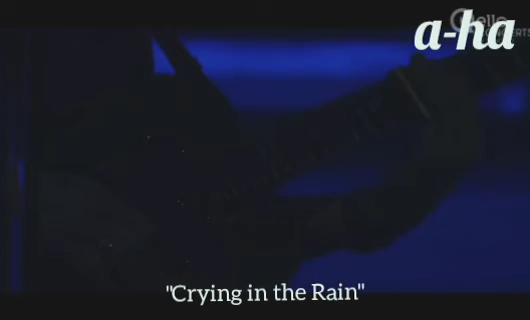 a-ha
"Crying in the Rain"